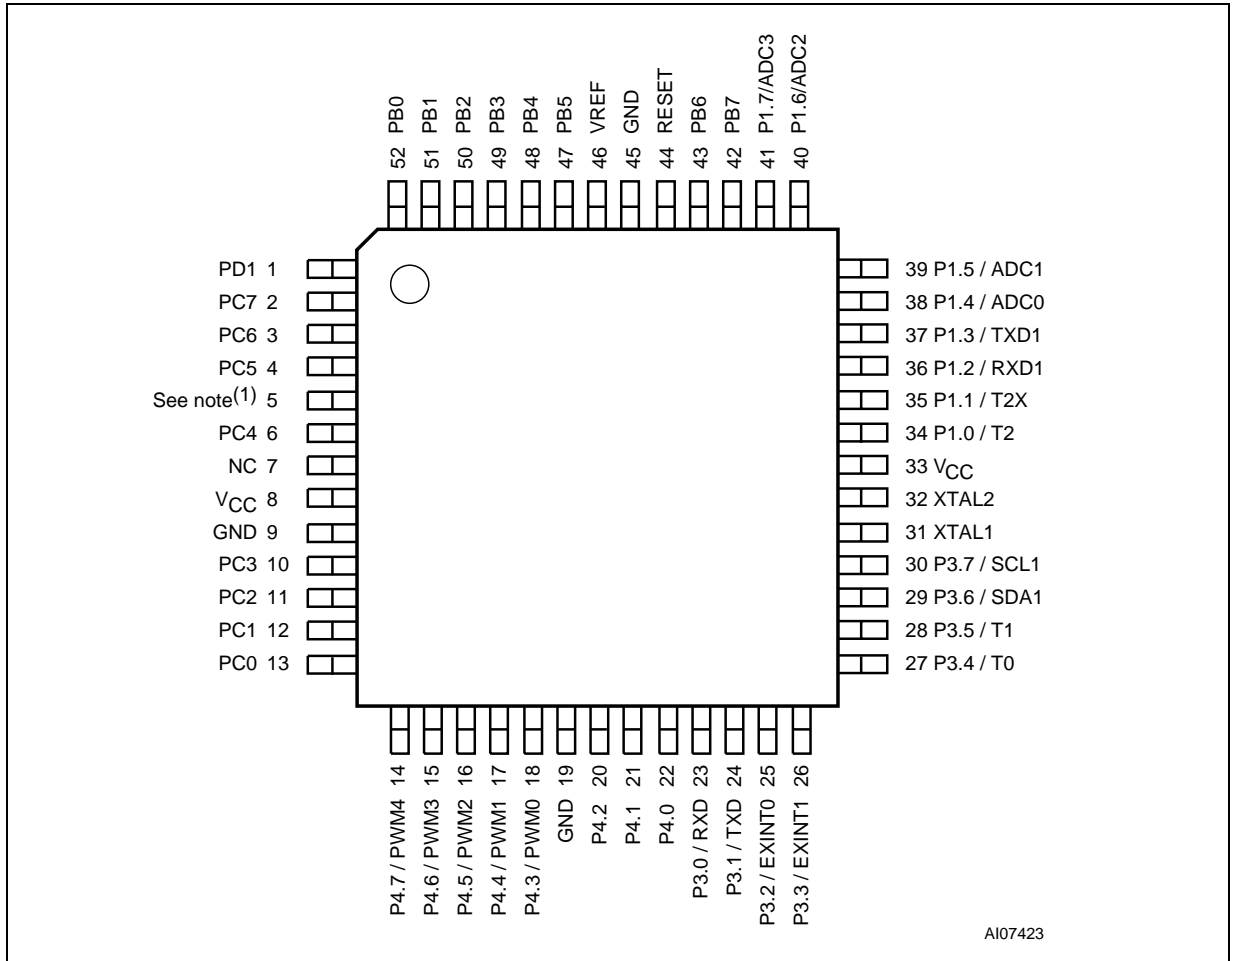 52 PB0
51 PB1
50 PB2
49 PB3
48 PB4
47 PB5
46 VREF
45 GND
44 RESET
43 PB6
42 PB7
41 P1.7/ADC3
40 P1.6/ADC2
PD1 1
PC7 2
PC6 3
PC5 4
See note(1) 5
PC4 6
NC 7
VCC 8
GND 9
PC3 10
PC2 11
PC1 12
PC0 13
39 P1.5 / ADC1
38 P1.4 / ADC0
37 P1.3 / TXD1
36 P1.2 / RXD1
35 P1.1 / T2X
34 P1.0 / T2
33 VCC
32 XTAL2
31 XTAL1
30 P3.7 / SCL1
29 P3.6 / SDA1
28 P3.5 / T1
27 P3.4 / T0
P4.7 / PWM4 14
P4.6 / PWM3 15
P4.5 / PWM2 16
P4.4 / PWM1 17
P4.3 / PWM0 18
GND 19
P4.2 20
P4.1 21
P4.0 22
P3.0 / RXD 23
P3.1 / TXD 24
P3.2 / EXINT0 25
P3.3 / EXINT1 26
AI07423